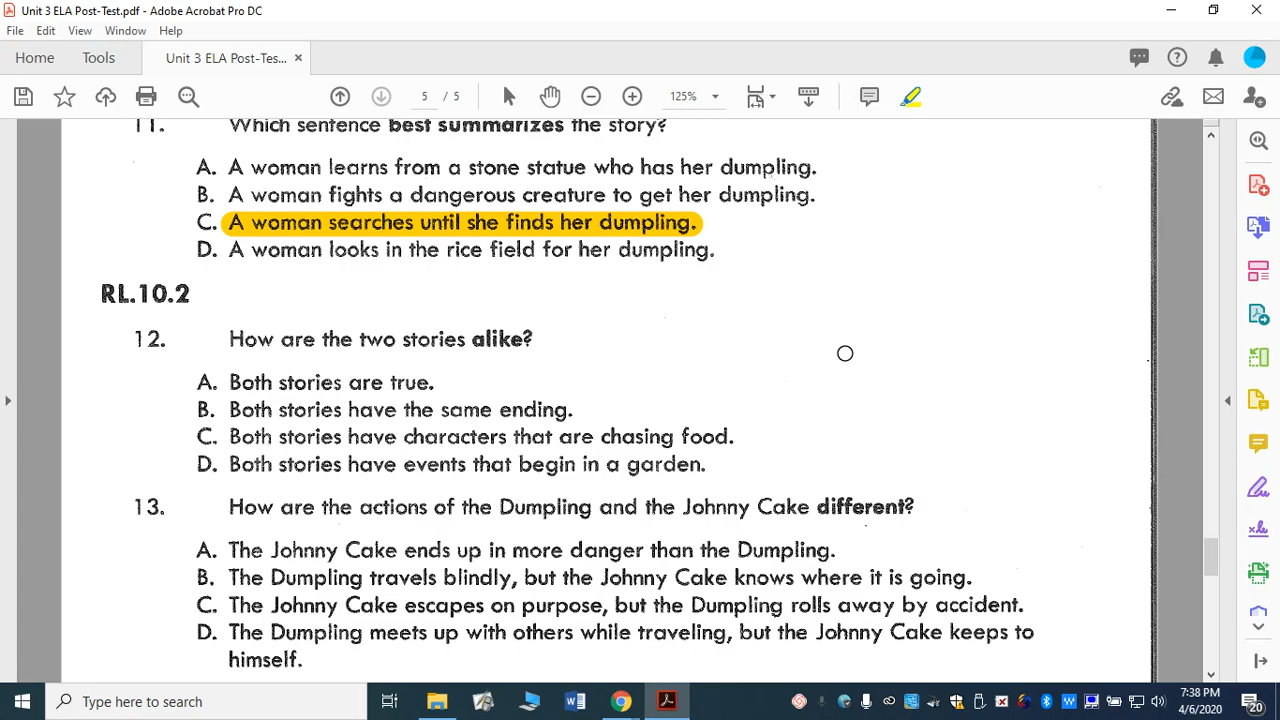 Unit 3 ELA Post-Test.pdf - Adobe Acrobat Pro DC
File Edit View Window Help
Home Tools Unit 3 ELA Post-Tes... ×
5 / 5 125%
11. Which sentence best summarizes the story?
A. A woman learns from a stone statue who has her dumpling.
B. A woman fights a dangerous creature to get her dumpling.
C. A woman searches until she finds her dumpling.
D. A woman looks in the rice field for her dumpling.
RL.10.2
12. How are the two stories alike?
A. Both stories are true.
B. Both stories have the same ending.
C. Both stories have characters that are chasing food.
D. Both stories have events that begin in a garden.
13. How are the actions of the Dumpling and the Johnny Cake different?
A. The Johnny Cake ends up in more danger than the Dumpling.
B. The Dumpling travels blindly, but the Johnny Cake knows where it is going.
C. The Johnny Cake escapes on purpose, but the Dumpling rolls away by accident.
D. The Dumpling meets up with others while traveling, but the Johnny Cake keeps to
himself.
Type here to search
7:38 PM
4/6/2020
20